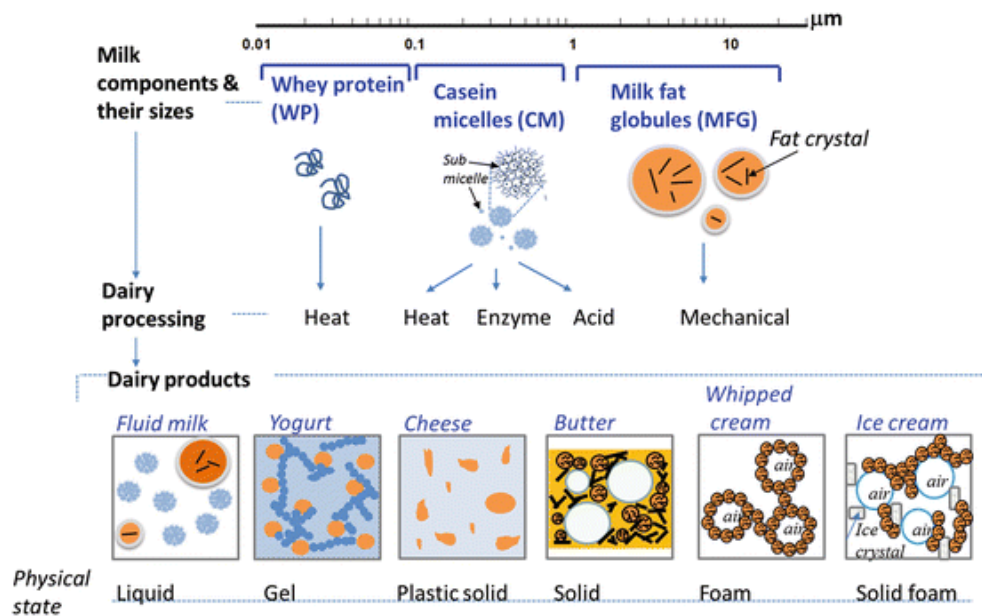 μm
0.01 0.1 1 10
Milk
components &
their sizes
Whey protein
(WP)
Casein
micelles (CM)
Milk fat
globules (MFG)
Fat crystal
Sub
micelle
Dairy
processing
Heat Heat Enzyme Acid Mechanical
Dairy products
Fluid milk Yogurt Cheese Butter Whipped
cream Ice cream
air
air
air
air
air
air
Ice
crystal
Physical
state
Liquid Gel Plastic solid Solid Foam Solid foam